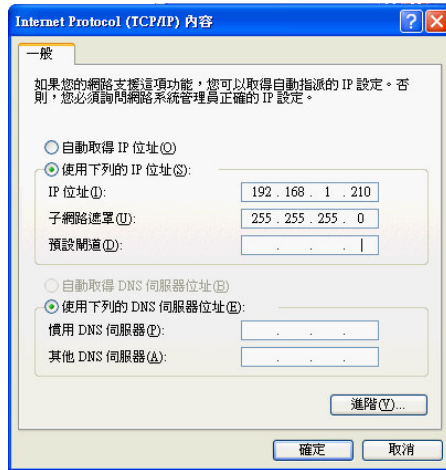 Internet Protocol (TCP/IP) 內容
一般
如果您的網路支援這項功能，您可以取得自動指派的 IP 設定。否
則，您必須詢問網路系統管理員正確的 IP 設定。
自動取得 IP 位址(O)
使用下列的 IP 位址(S):
IP 位址(I): 192 . 168 . 1 . 210
子網路遮罩(U): 255 . 255 . 255 . 0
預設閘道(D): . . .
自動取得 DNS 伺服器位址(B)
使用下列的 DNS 伺服器位址(E):
慣用 DNS 伺服器(P): . . .
其他 DNS 伺服器(A): . . .
進階(V)...
確定 取消